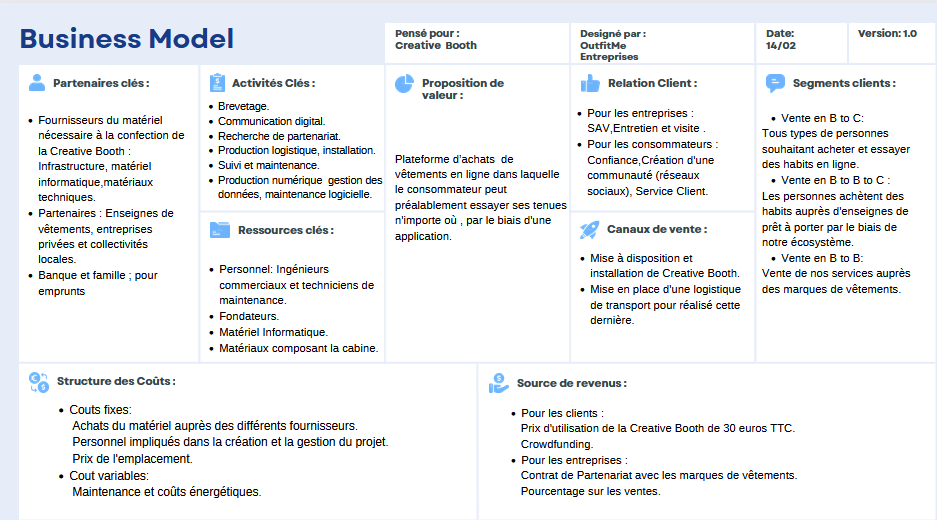 Business Model
Pensé pour :
Creative Booth
Designé par :
OutfitMe
Entreprises
Date:
14/02
Version: 1.0
Partenaires clés :
• Fournisseurs du matériel
nécessaire à la confection de
la Creative Booth :
Infrastructure, matériel
informatique,matériaux
techniques.
• Partenaires : Enseignes de
vêtements, entreprises
privées et collectivités
locales.
• Banque et famille ; pour
emprunts
Activités Clés :
• Brevetage.
• Communication digital.
• Recherche de partenariat.
• Production logistique, installation.
• Suivi et maintenance.
• Production numérique gestion des
données, maintenance logicielle.
Ressources clés :
• Personnel: Ingénieurs
commerciaux et techniciens de
maintenance.
• Fondateurs.
• Matériel Informatique.
• Matériaux composant la cabine.
Proposition de
valeur :
Plateforme d'achats de
vêtements en ligne dans laquelle
le consommateur peut
préalablement essayer ses tenues
n'importe où , par le biais d'une
application.
Relation Client :
• Pour les entreprises :
SAV,Entretien et visite .
• Pour les consommateurs :
Confiance,Création d'une
communauté (réseaux
sociaux), Service Client.
Canaux de vente :
• Mise à disposition et
installation de Creative Booth.
• Mise en place d'une logistique
de transport pour réalisé cette
dernière.
Segments clients :
• Vente en B to C:
Tous types de personnes
souhaitant acheter et essayer
des habits en ligne.
• Vente en B to B to C :
Les personnes achètent des
habits auprès d'enseignes de
prêt à porter par le biais de
notre écosystème.
• Vente en B to B:
Vente de nos services auprès
des marques de vêtements.
Structure des Coûts :
• Couts fixes:
Achats du matériel auprès des différents fournisseurs.
Personnel impliqués dans la création et la gestion du projet.
Prix de l'emplacement.
• Cout variables:
Maintenance et coûts énergétiques.
Source de revenus :
• Pour les clients :
Prix d'utilisation de la Creative Booth de 30 euros TTC.
Crowdfunding.
• Pour les entreprises :
Contrat de Partenariat avec les marques de vêtements.
Pourcentage sur les ventes.